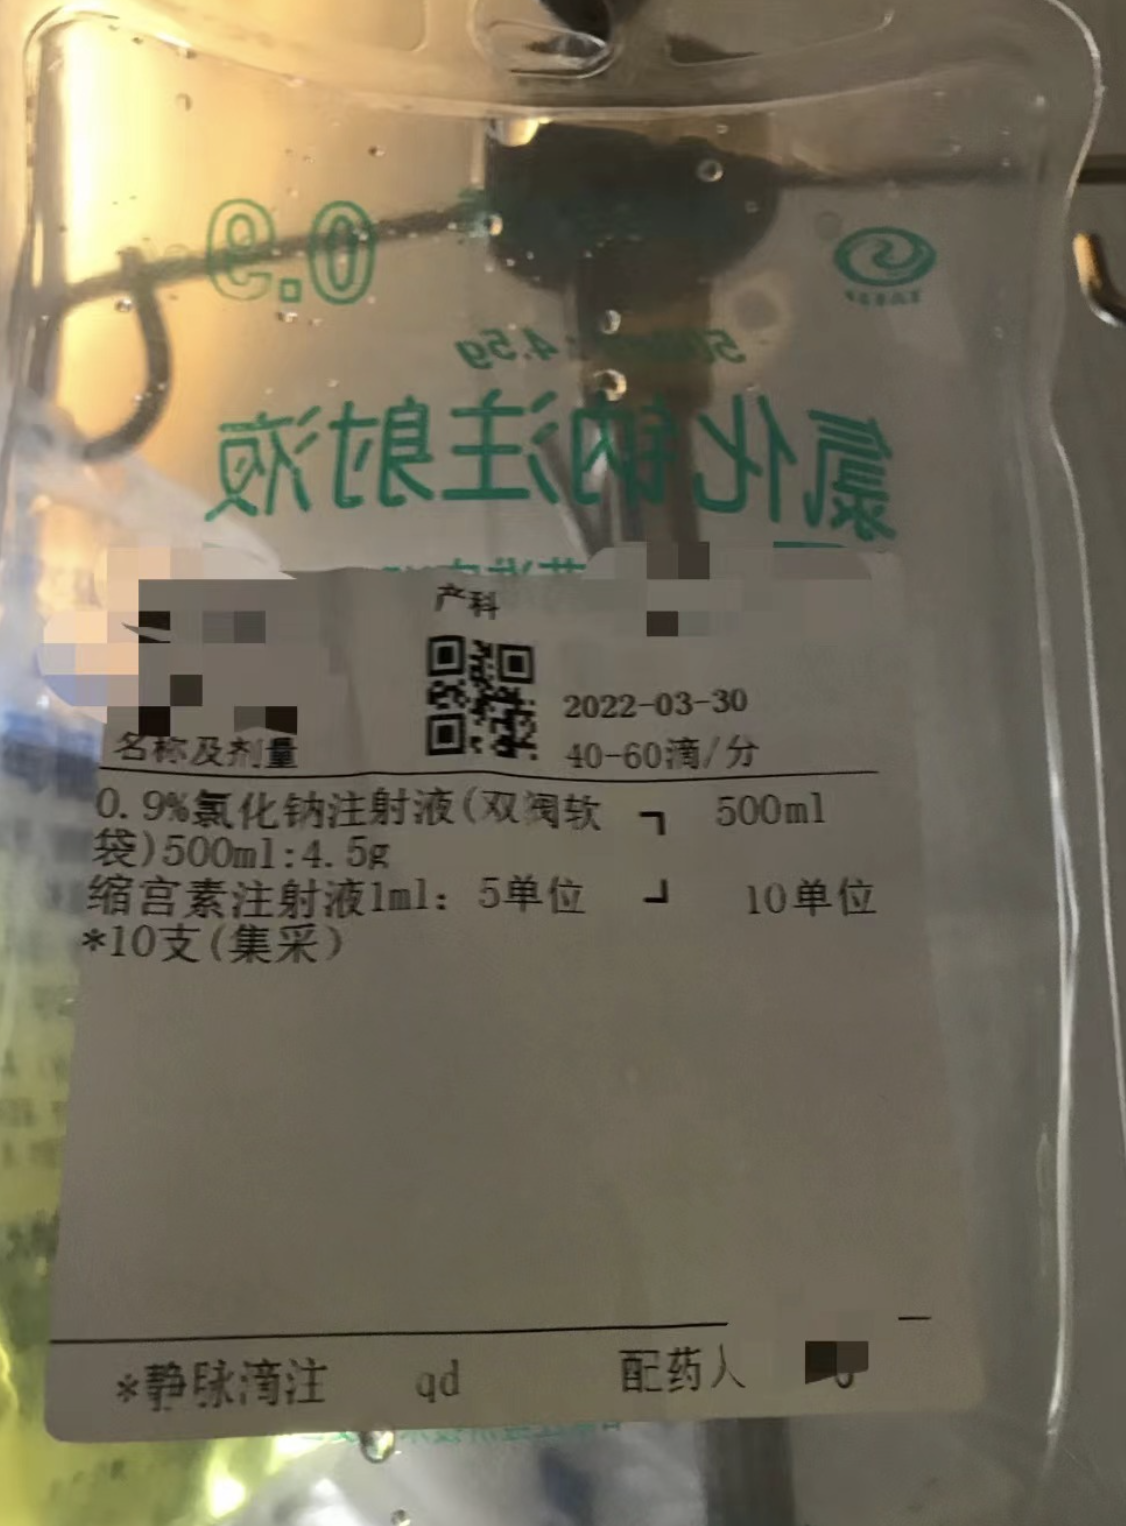 0.9
500ml:4.5g
氯化钠注射液
产科
2022-03-30
名称及剂量
40-60滴/分
0.9%氯化钠注射液(双阀软 500ml
袋)500ml:4.5g
缩宫素注射液1ml: 5单位 10单位
*10支(集采)
*静脉滴注 qd 配药人